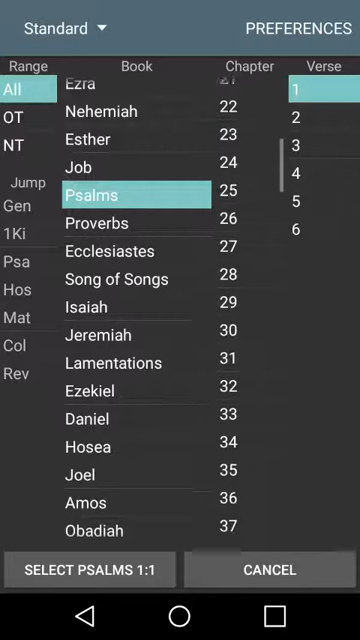 Standard PREFERENCES
Range Book Chapter Verse
All
OT
NT
Jump
Gen
1Ki
Psa
Hos
Mat
Col
Rev
Ezra
Nehemiah
Esther
Job
Psalms
Proverbs
Ecclesiastes
Song of Songs
Isaiah
Jeremiah
Lamentations
Ezekiel
Daniel
Hosea
Joel
Amos
Obadiah
21
22
23
24
25
26
27
28
29
30
31
32
33
34
35
36
37
1
2
3
4
5
6
SELECT PSALMS 1:1 CANCEL